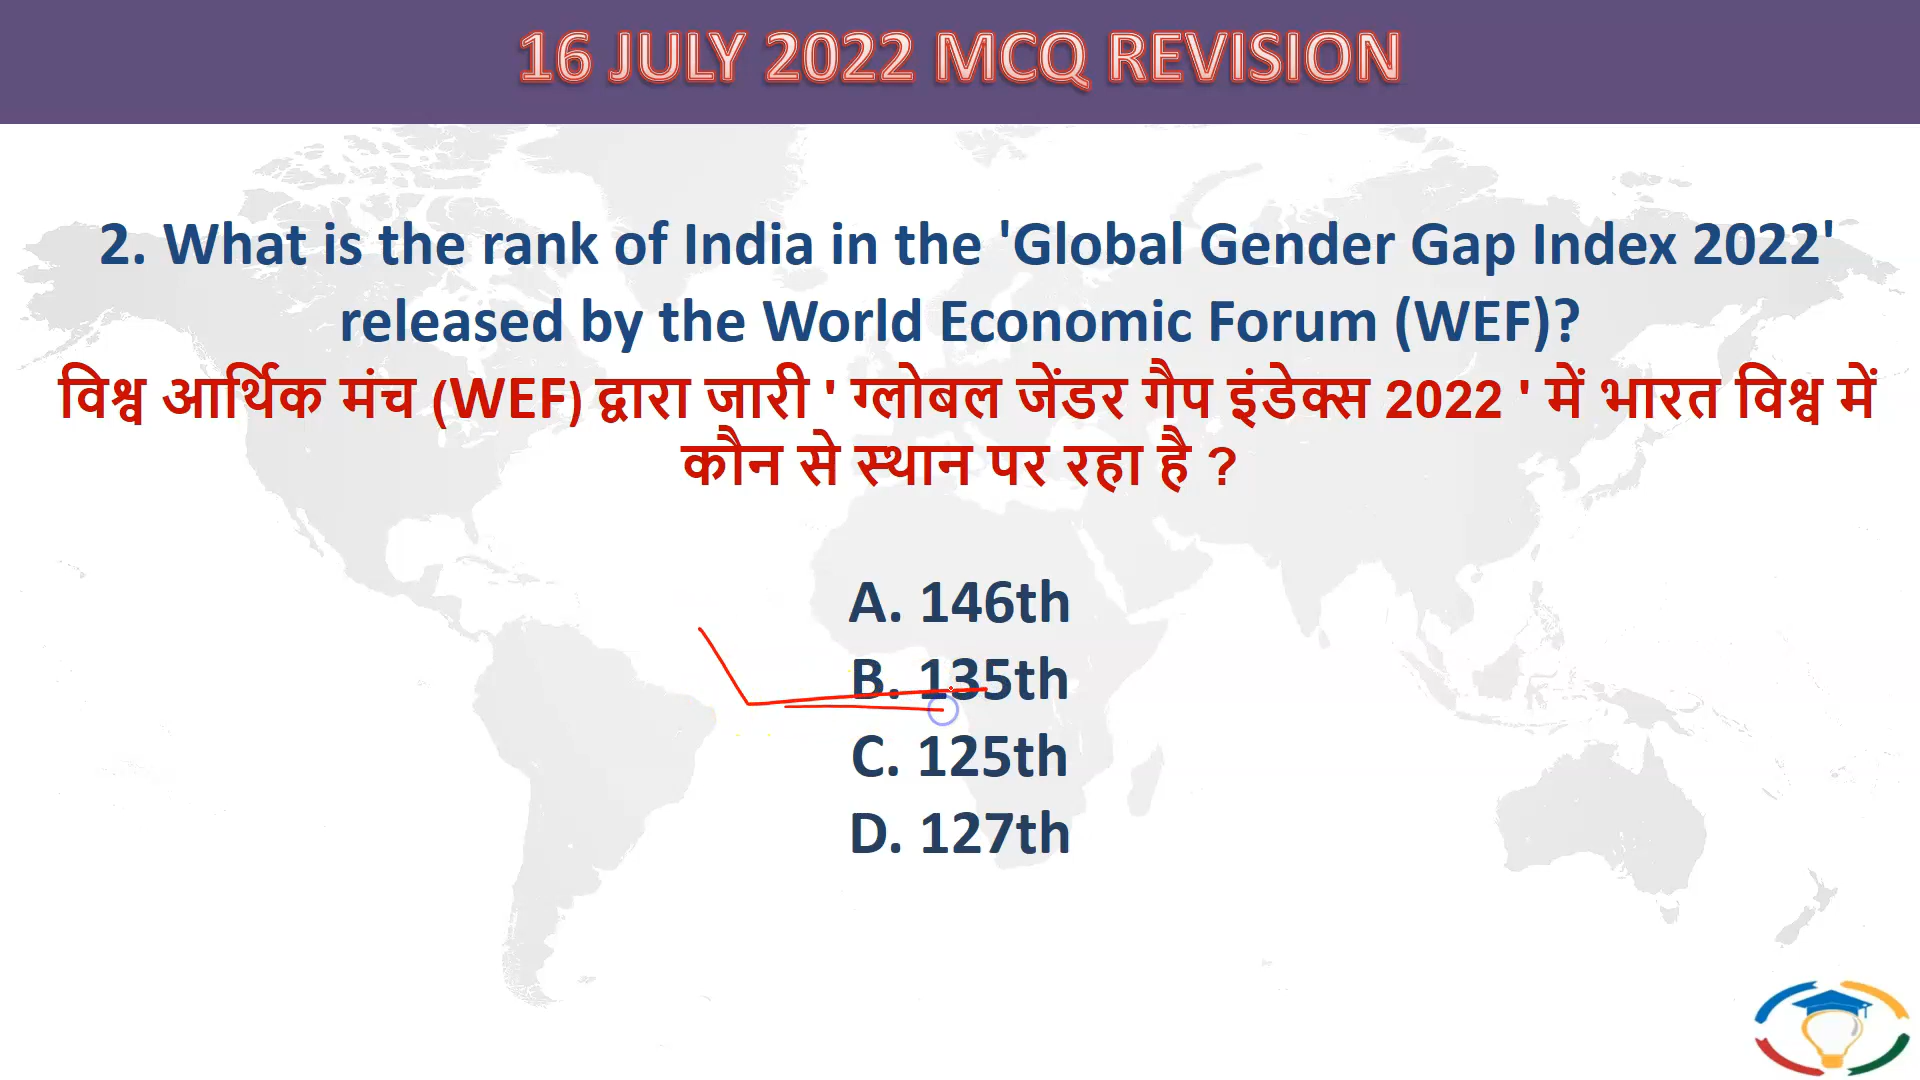 16 JULY 2022 MCQ REVISION
2. What is the rank of India in the 'Global Gender Gap Index 2022'
released by the World Economic Forum (WEF)?
विश्व आर्थिक मंच (WEF) द्वारा जारी ' ग्लोबल जेंडर गैप इंडेक्स 2022 ' में भारत विश्व में
कौन से स्थान पर रहा है ?
A. 146th
B. 135th
C. 125th
D. 127th